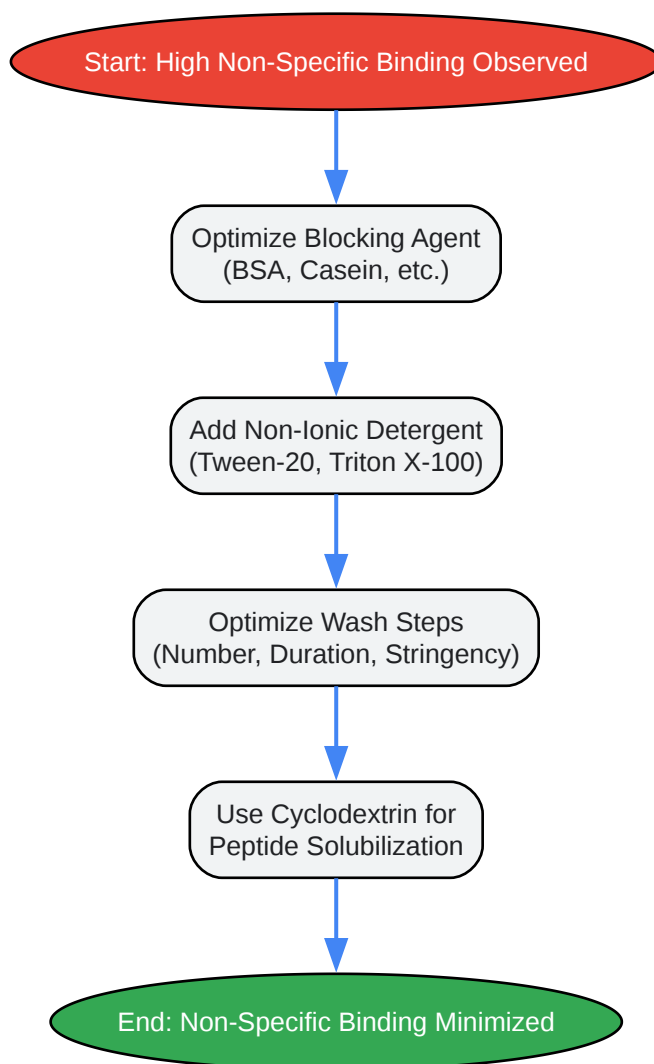 Start: High Non-Specific Binding Observed
Optimize Blocking Agent
(BSA, Casein, etc.)
Add Non-Ionic Detergent
(Tween-20, Triton X-100)
Optimize Wash Steps
(Number, Duration, Stringency)
Use Cyclodextrin for
Peptide Solubilization
End: Non-Specific Binding Minimized